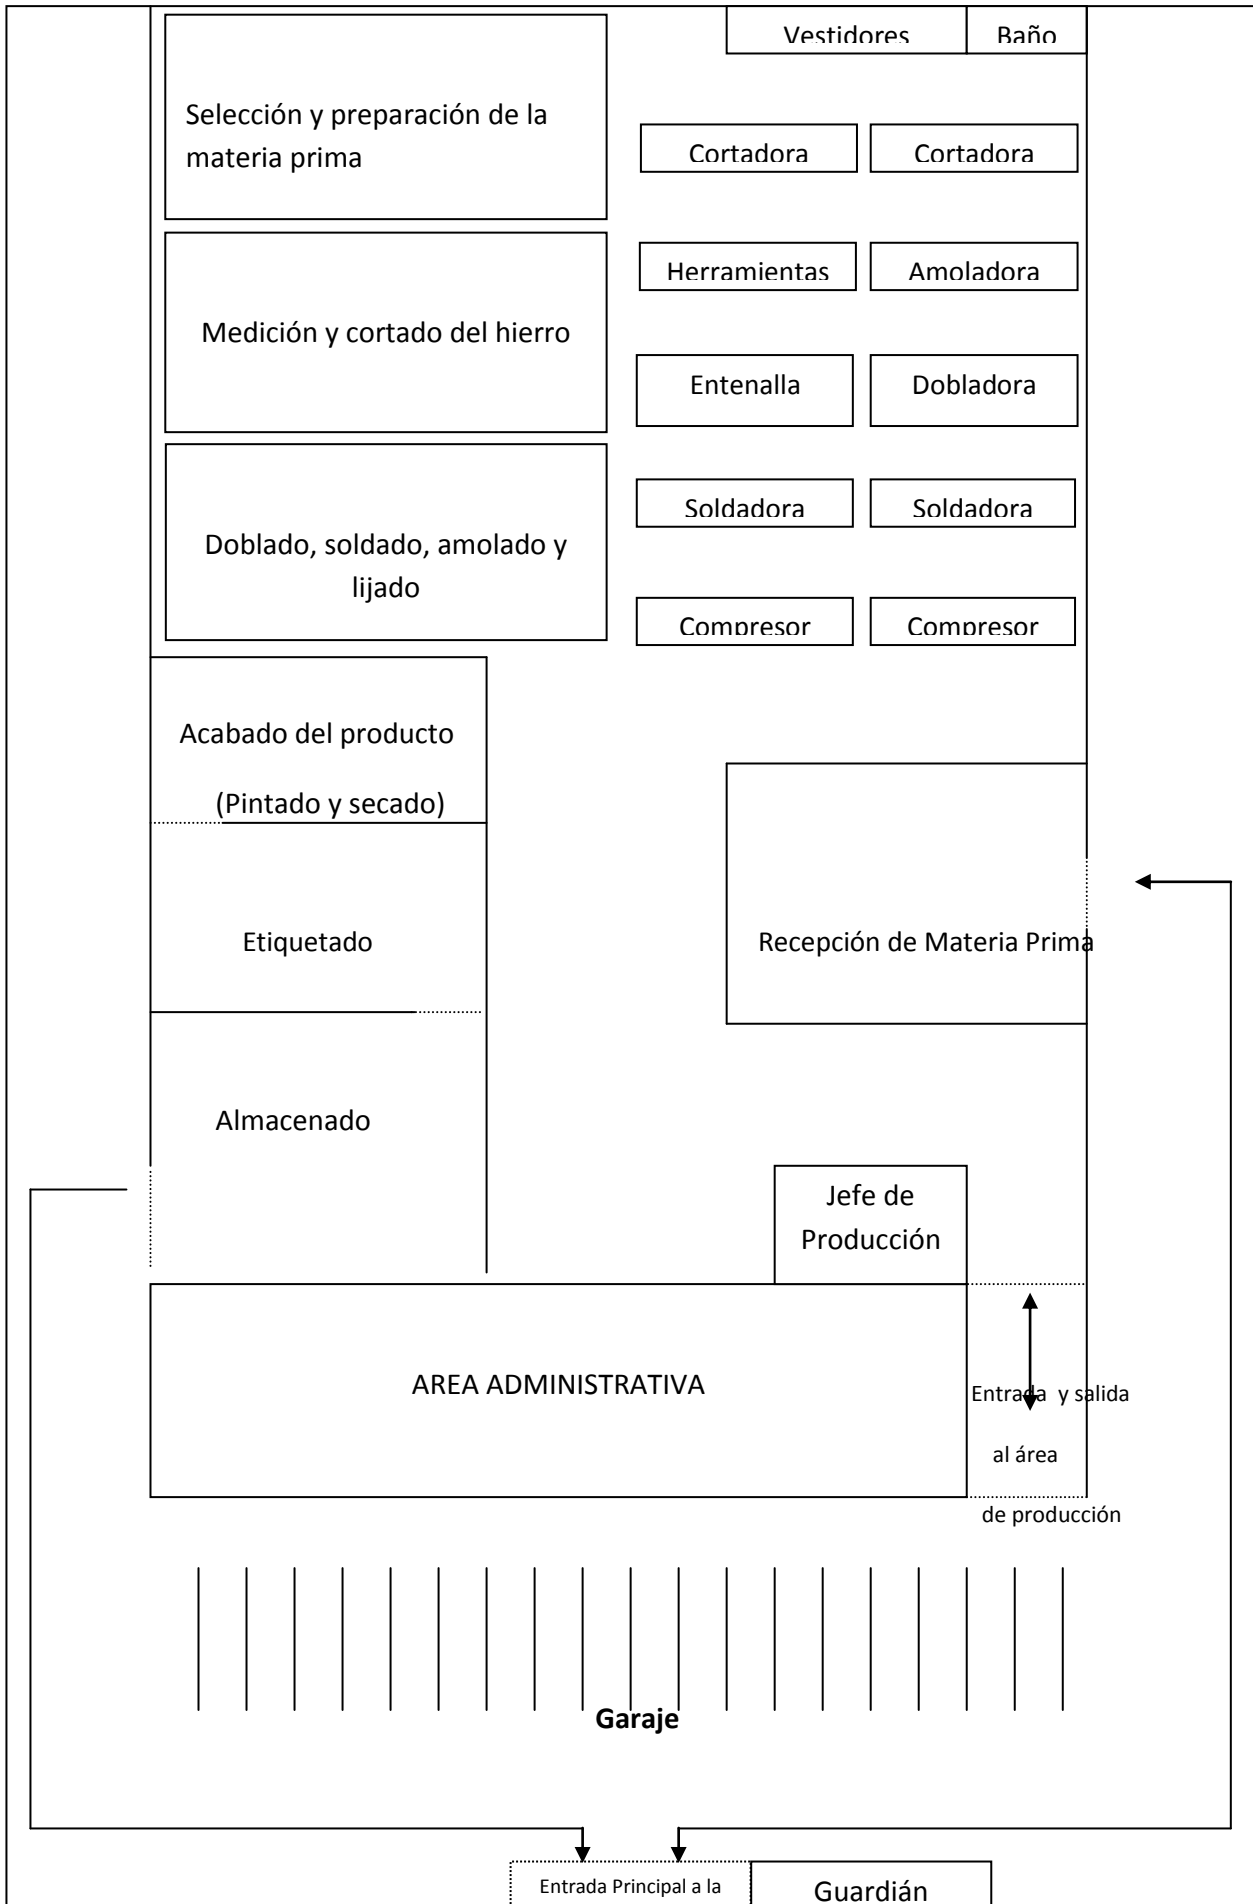 Vestidores
Baño
Selección y preparación de la
materia prima
Cortadora
Cortadora
Herramientas
Amoladora
Medición y cortado del hierro
Entenalla
Dobladora
Soldadora
Soldadora
Doblado, soldado, amolado y
lijado
Compresor
Compresor
Acabado del producto
(Pintado y secado)
Etiquetado
Recepción de Materia Prima
Almacenado
Jefe de
Producción
AREA ADMINISTRATIVA
Entrada y salida
al área
de producción
Garaje
Entrada Principal a la
Guardián